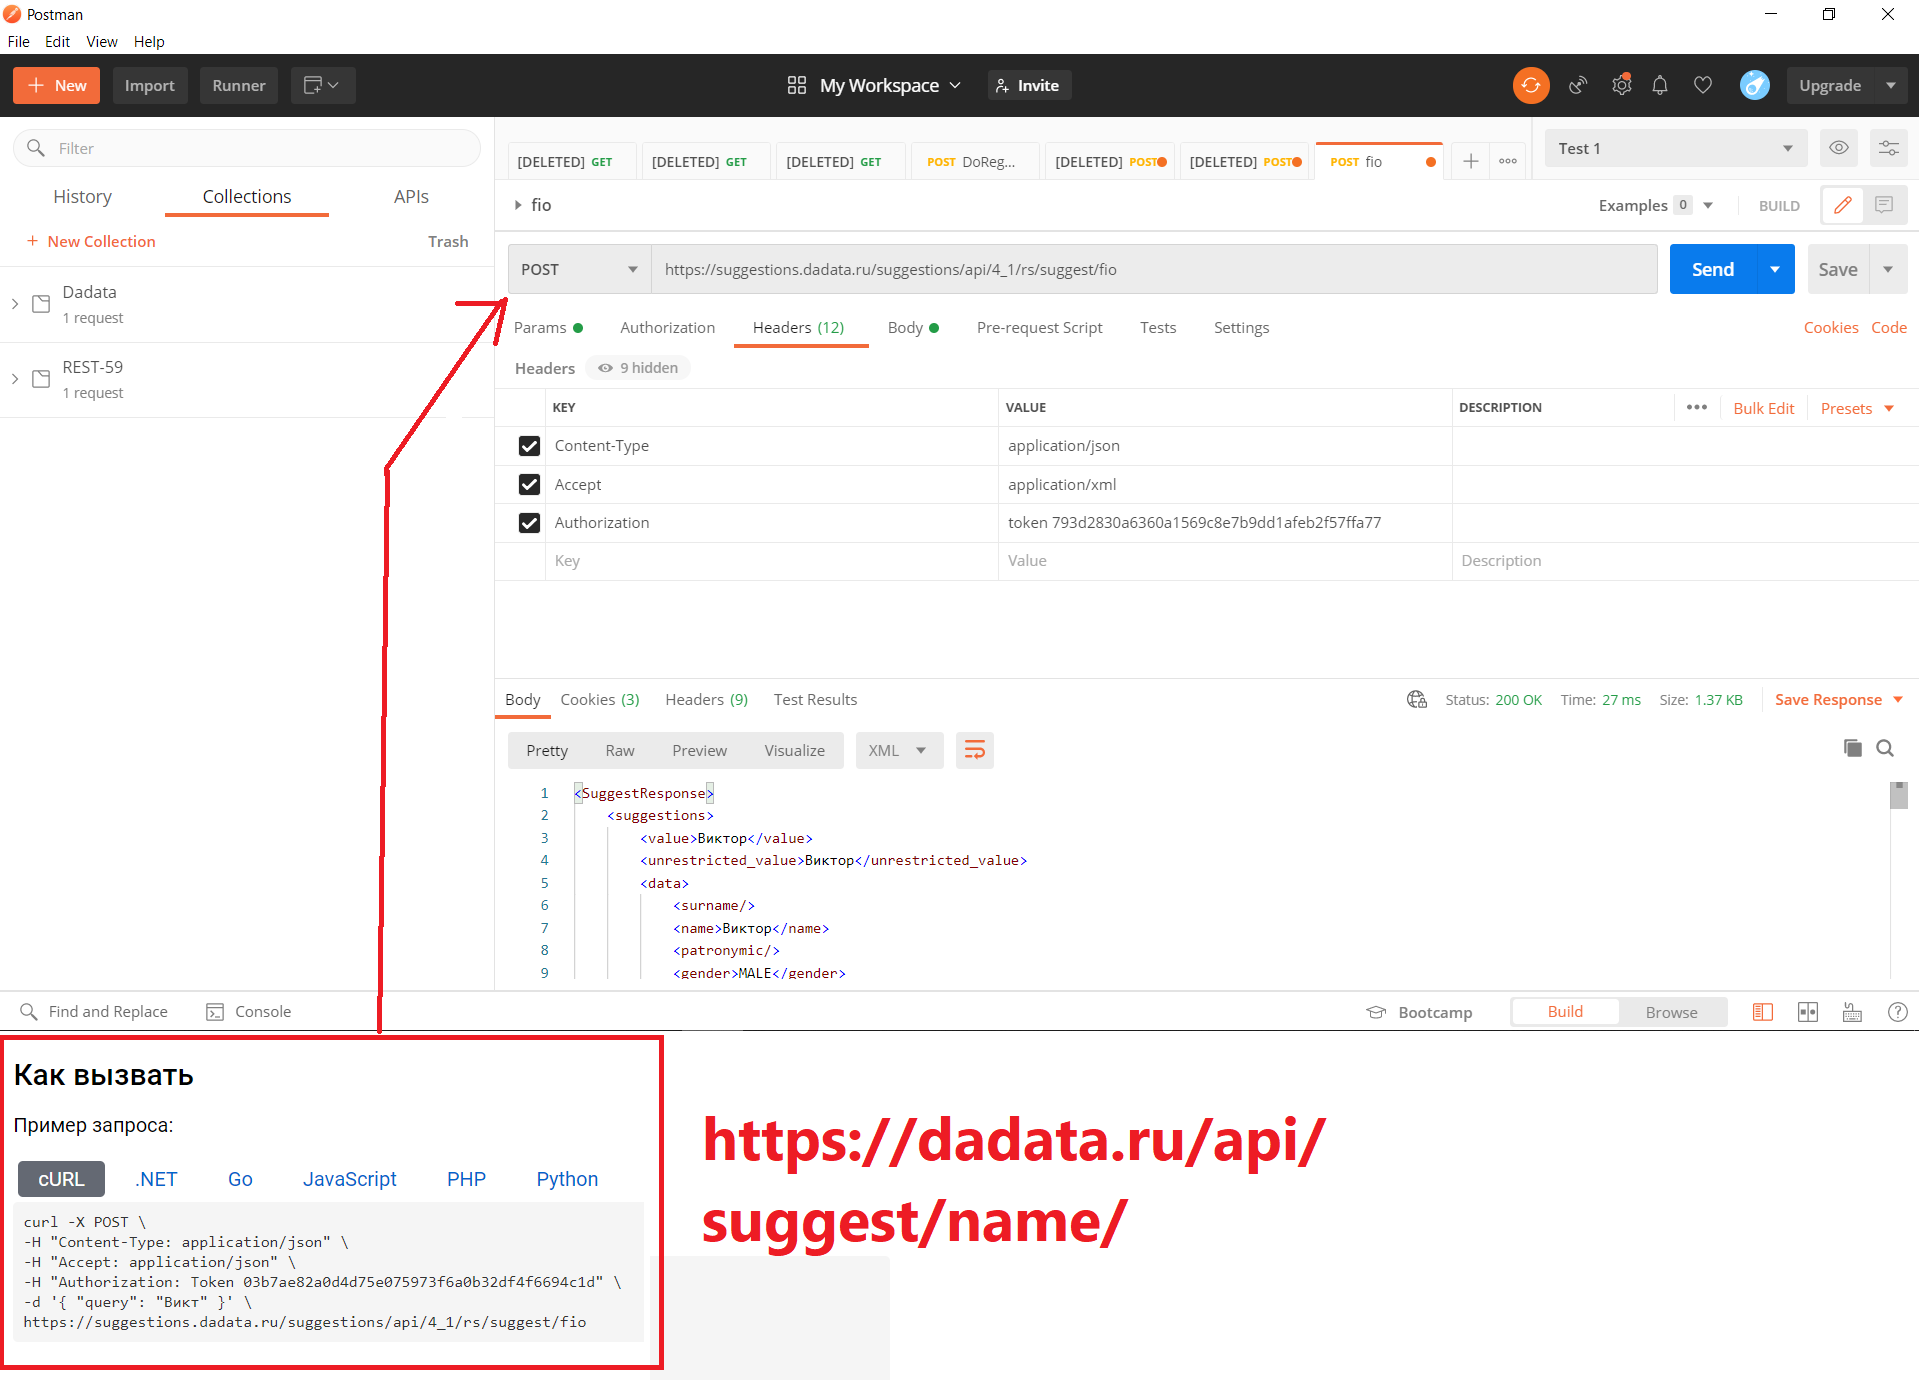 Postman
File Edit View Help
+ New Import Runner My Workspace Invite Upgrade
Filter
[DELETED] GET [DELETED] GET [DELETED] GET POST DoReg... [DELETED] POST [DELETED] POST POST fio + ••• Test 1
History Collections APIs
fio Examples 0 BUILD
+ New Collection Trash
POST https://suggestions.dadata.ru/suggestions/api/4_1/rs/suggest/fio Send Save
Dadata
1 request
Params Authorization Headers (12) Body Pre-request Script Tests Settings Cookies Code
REST-59
1 request
Headers 9 hidden
KEY VALUE DESCRIPTION ••• Bulk Edit Presets
Content-Type application/json
Accept application/xml
Authorization token 793d2830a6360a1569c8e7b9dd1afeb2f57ffa77
Key Value Description
Body Cookies (3) Headers (9) Test Results Status: 200 OK Time: 27 ms Size: 1.37 KB Save Response
Pretty Raw Preview Visualize XML
1 <SuggestResponse>
2 <suggestions>
3 <value>Виктор</value>
4 <unrestricted_value>Виктор</unrestricted_value>
5 <data>
6 <surname/>
7 <name>Виктор</name>
8 <patronymic/>
9 <gender>MALE</gender>
Find and Replace Console Bootcamp Build Browse
Как вызвать
Пример запроса:
cURL .NET Go JavaScript PHP Python
curl -X POST \
-H "Content-Type: application/json" \
-H "Accept: application/json" \
-H "Authorization: Token 03b7ae82a0d4d75e075973f6a0b32df4f6694c1d" \
-d '{ "query": "Викт" }' \
https://suggestions.dadata.ru/suggestions/api/4_1/rs/suggest/fio
https://dadata.ru/api/
suggest/name/